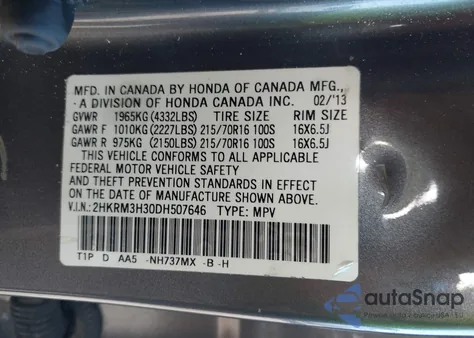 MFD. IN CANADA BY HONDA OF CANADA MFG.,
- A DIVISION OF HONDA CANADA INC. 02/'13
GVWR 1965KG (4332LBS) TIRE SIZE RIM SIZE
GAWR F 1010KG (2227LBS) 215/70R16 100S 16X6.5J
GAWR R 975KG (2150LBS) 215/70R16 100S 16X6.5J
THIS VEHICLE CONFORMS TO ALL APPLICABLE
FEDERAL MOTOR VEHICLE SAFETY
AND THEFT PREVENTION STANDARDS IN EFFECT
ON THE DATE OF MANUFACTURE SHOWN ABOVE.
V.I.N.: 2HKRM3H30DH507646 TYPE: MPV
T1P D AA5 -NH737MX -B -H
autoSnap